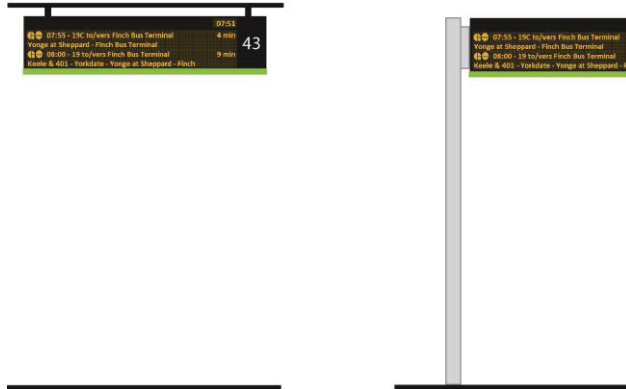 07:51
07:55 - 19C to/vers Finch Bus Terminal 4 min
Yonge at Sheppard - Finch Bus Terminal
08:00 - 19 to/vers Finch Bus Terminal 9 min
Keele & 401 - Yorkdate - Yonge at Sheppard - Finch
43
07:55 - 19C to/vers Finch Bus Terminal
Yonge at Sheppard - Finch Bus Terminal
08:00 - 19 to/vers Finch Bus Terminal
Keele & 401 - Yorkdate - Yonge at Sheppard - F